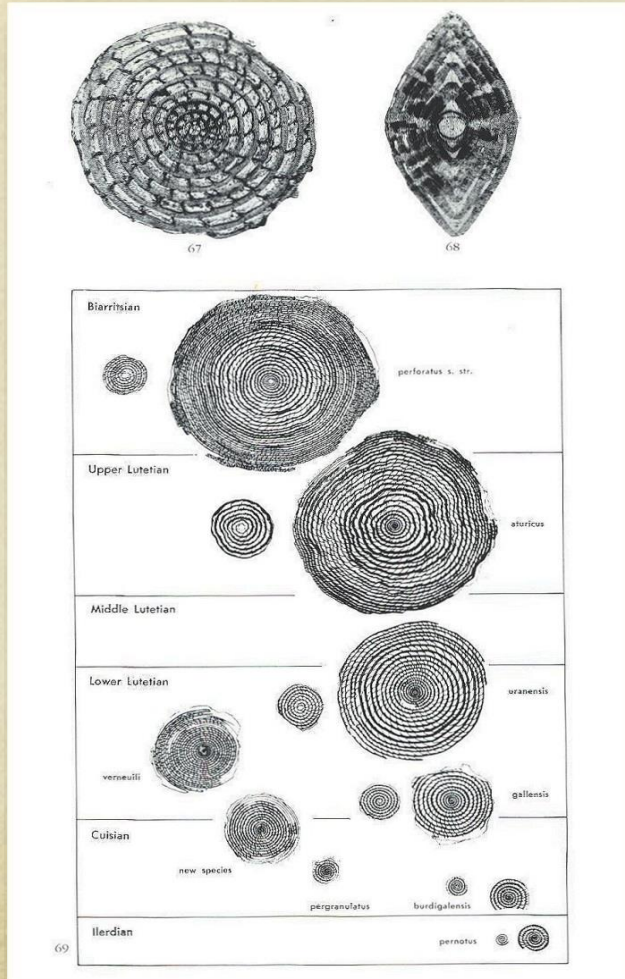 67
68
Biarritsian
perforatus s. str.
Upper Lutetian
aturicus
Middle Lutetian
Lower Lutetian
uranensis
verneuili
gallensis
Cuisian
new species
pergranulatus
burdigalensis
Ilerdian
pernotus
69